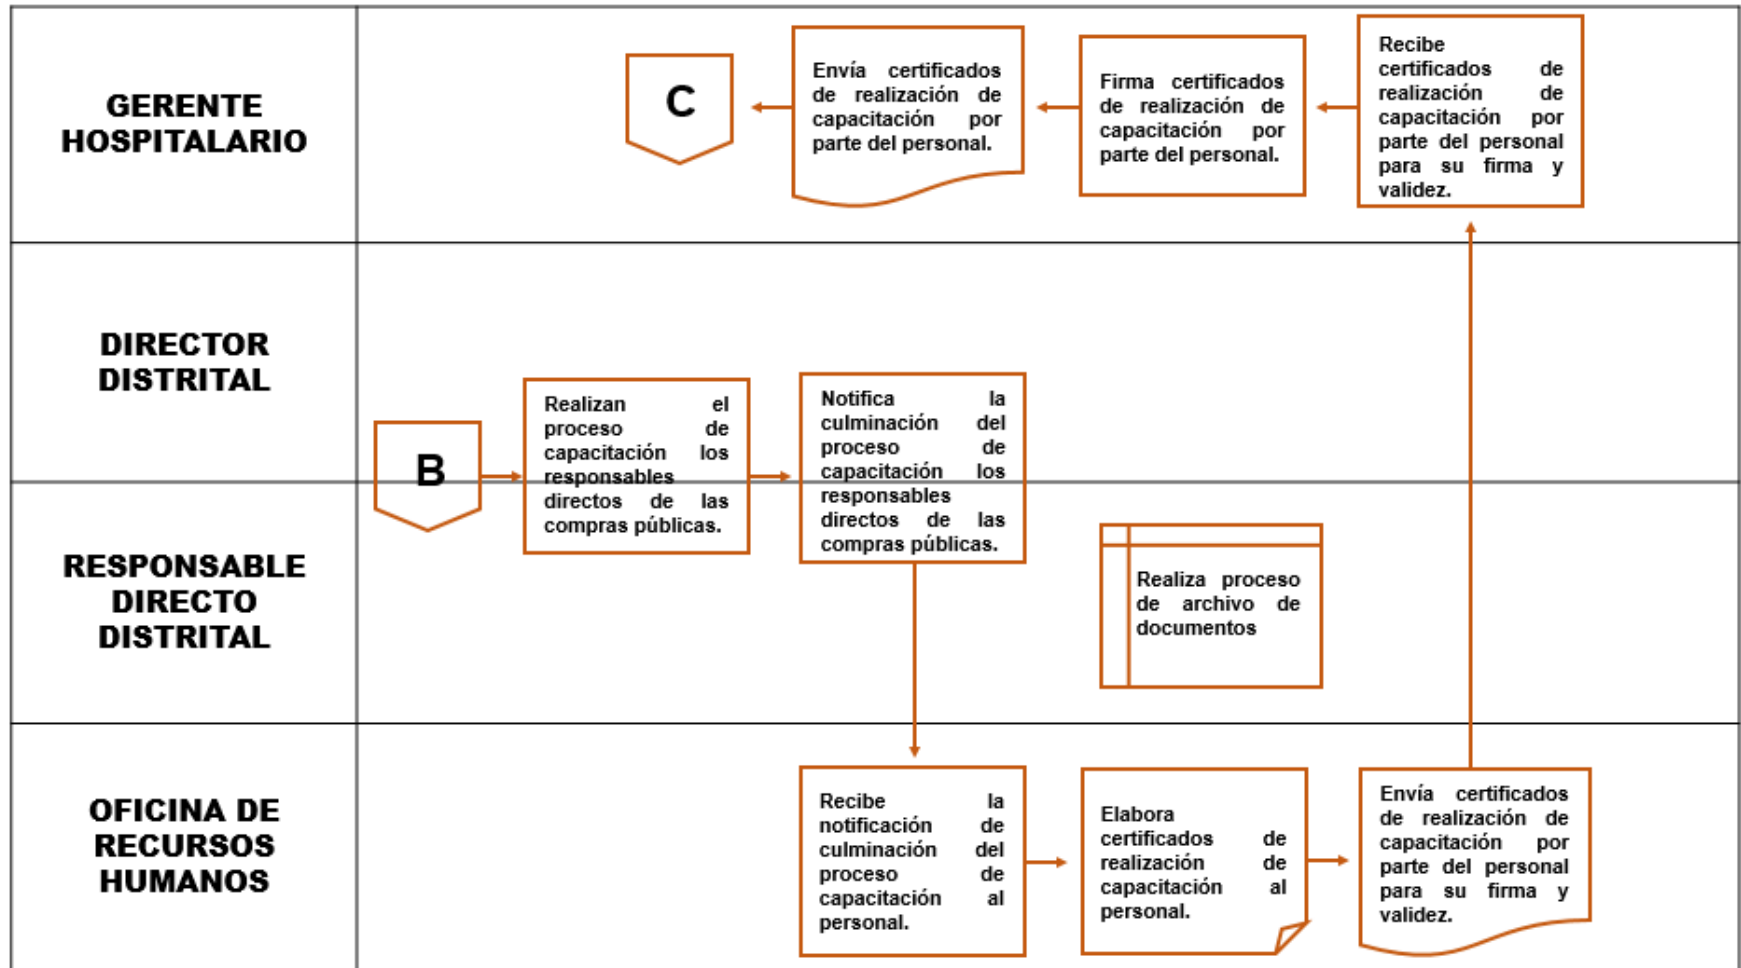 GERENTE
HOSPITALARIO
C
Envía certificados
de realización de
capacitación por
parte del personal.
Firma certificados
de realización de
capacitación por
parte del personal.
Recibe
certificados de
realización de
capacitación por
parte del personal
para su firma y
validez.
DIRECTOR
DISTRITAL
B
Realizan el
proceso de
capacitación los
responsables
directos de las
compras públicas.
Notifica la
culminación del
proceso de
capacitación los
responsables
directos de las
compras públicas.
RESPONSABLE
DIRECTO
DISTRITAL
Realiza proceso
de archivo de
documentos
OFICINA DE
RECURSOS
HUMANOS
Recibe la
notificación de
culminación del
proceso de
capacitación al
personal.
Elabora
certificados de
realización de
capacitación al
personal.
Envía certificados
de realización de
capacitación por
parte del personal
para su firma y
validez.